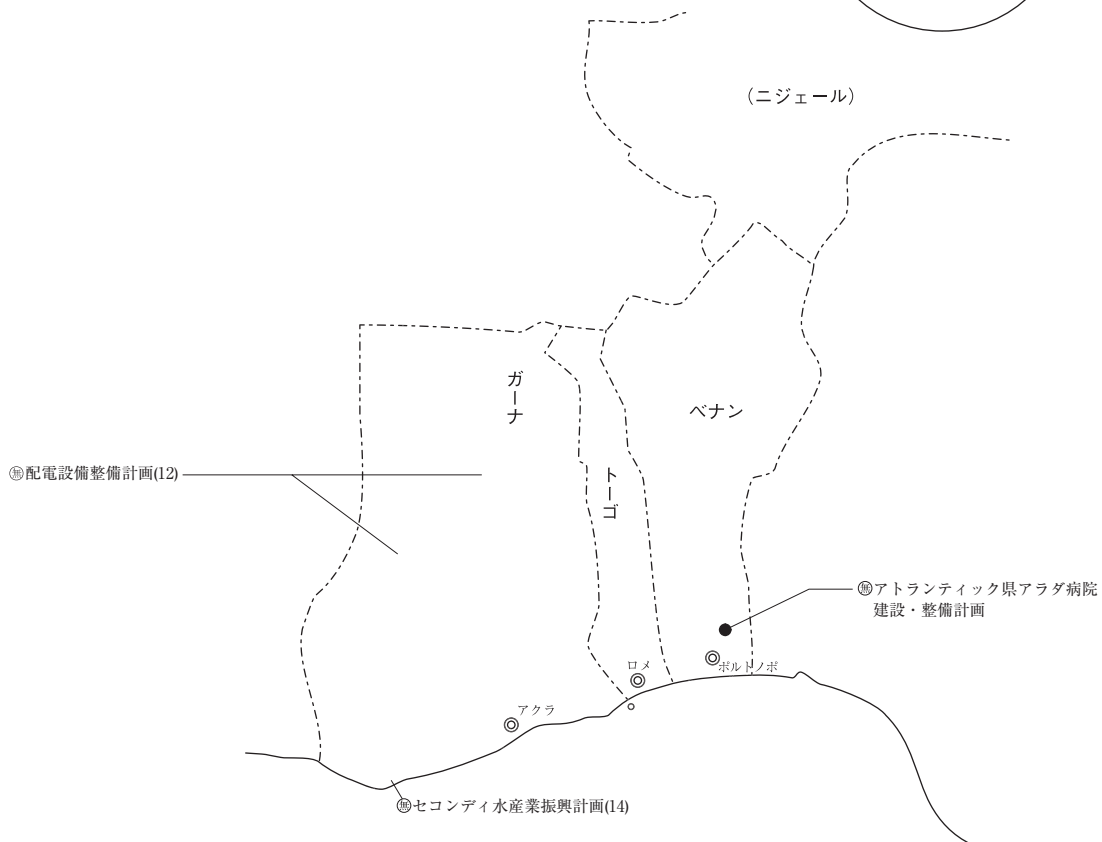 （ニジェール）
ガーナ
ベナン
トーゴ
㊄配電設備整備計画(12)
㊄アトランティック県アラダ病院
建設・整備計画
ロメ
ポルトノボ
アクラ
㊄セコンディ水産業振興計画(14)